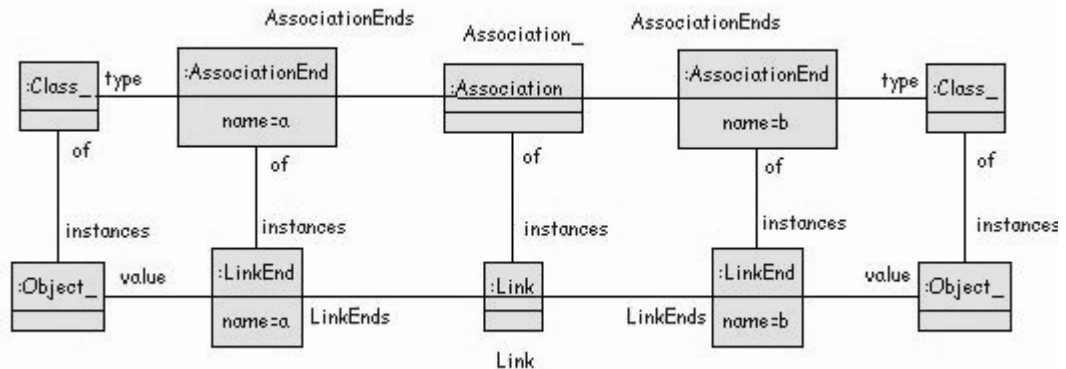 AssociationEnds
Association_
AssociationEnds
:Class_
type
:AssociationEnd
:Association
:AssociationEnd
type
:Class_
name=a
name=b
of
of
of
of
of
instances
instances
instances
instances
instances
:Object_
value
:LinkEnd
:Link
:LinkEnd
value
:Object_
name=a
LinkEnds
LinkEnds
name=b
Link